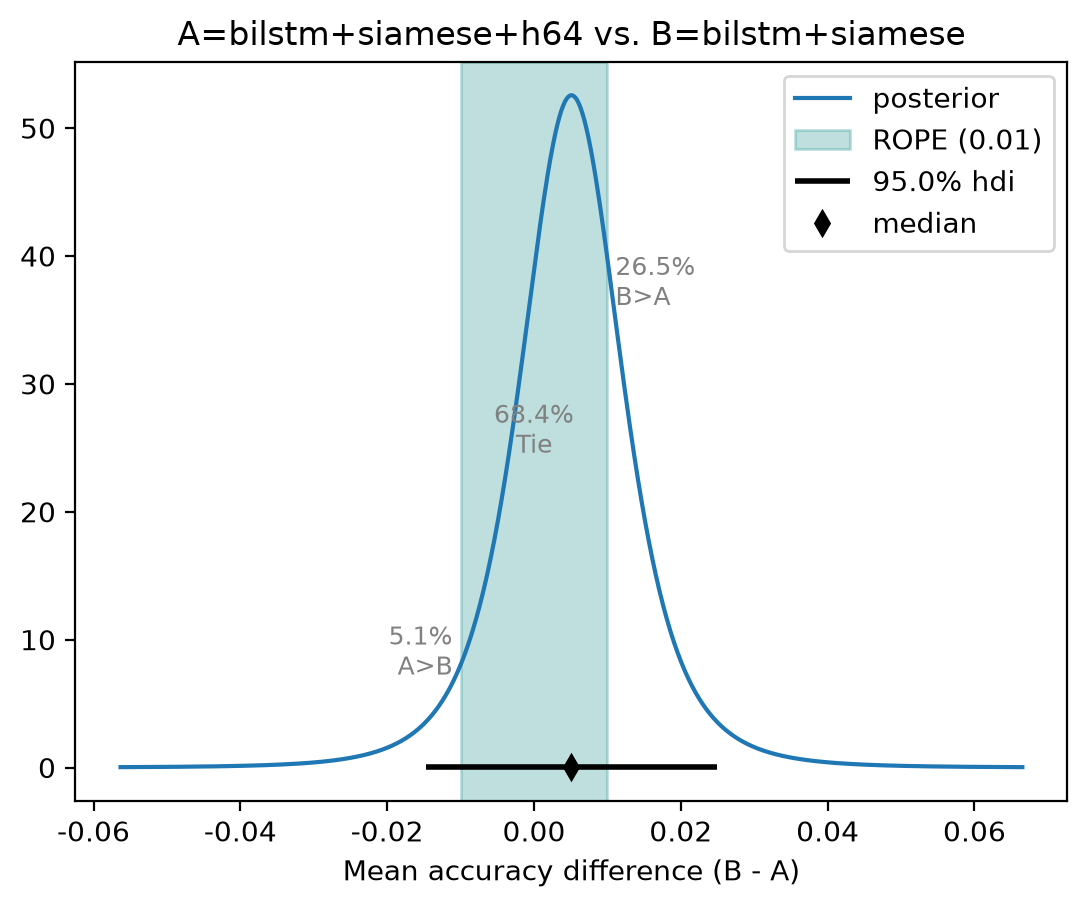 A=bilstm+siamese+h64 vs. B=bilstm+siamese
posterior
ROPE (0.01)
95.0% hdi
median
50
40
30
20
10
0
26.5%
B>A
68.4%
Tie
5.1%
A>B
-0.06
-0.04
-0.02
0.00
0.02
0.04
0.06
Mean accuracy difference (B - A)